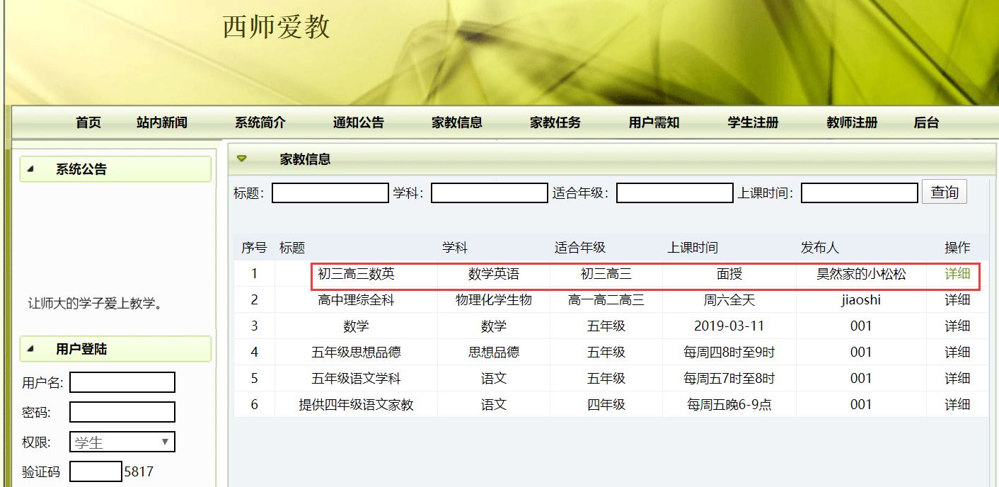 西师爱教
首页 站内新闻 系统简介 通知公告 家教信息 家教任务 用户需知 学生注册 教师注册 后台
系统公告
让师大的学子爱上教学。
用户登陆
用户名:
密码:
权限: 学生
验证码 5817
家教信息
标题: 学科: 适合年级: 上课时间: 查询
序号 标题 学科 适合年级 上课时间 发布人 操作
1 初三高三数英 数学英语 初三高三 面授 昊然家的小松松 详细
2 高中理综全科 物理化学生物 高一高二高三 周六全天 jiaoshi 详细
3 数学 数学 五年级 2019-03-11 001 详细
4 五年级思想品德 思想品德 五年级 每周四8时至9时 001 详细
5 五年级语文学科 语文 五年级 每周五7时至8时 001 详细
6 提供四年级语文家教 语文 四年级 每周五晚6-9点 001 详细